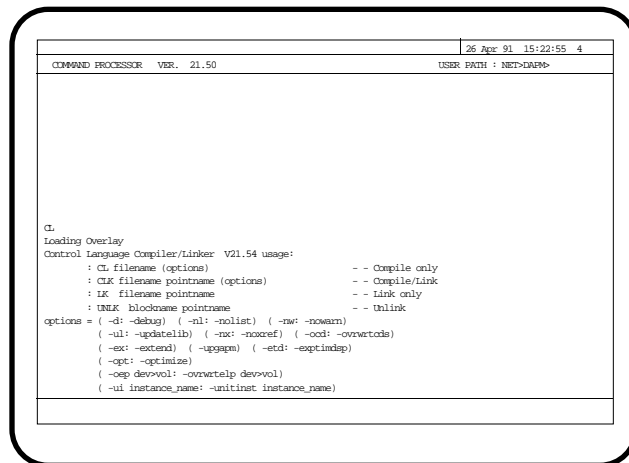 26 Apr 91 15:22:55 4
COMMAND PROCESSOR VER. 21.50 USER PATH : NET>DAPM>
CL
Loading Overlay
Control Language Compiler/Linker V21.54 usage:
: CL filename (options) - - Compile only
: CLK filename pointname (options) - - Compile/Link
: LK filename pointname - - Link only
: UNLK blockname pointname - - Unlink
options = ( -d: -debug) ( -nl: -nolist) ( -nw: -nowarn)
( -ul: -updatelib) ( -nx: -noxref) ( -ocd: -ovrwrtcds)
( -ex: -extend) ( -upgapm) ( -etd: -exptimdsp)
( -opt: -optimize)
( -oep dev>vol: -ovrwrtelp dev>vol)
( -ui instance_name: -unitinst instance_name)